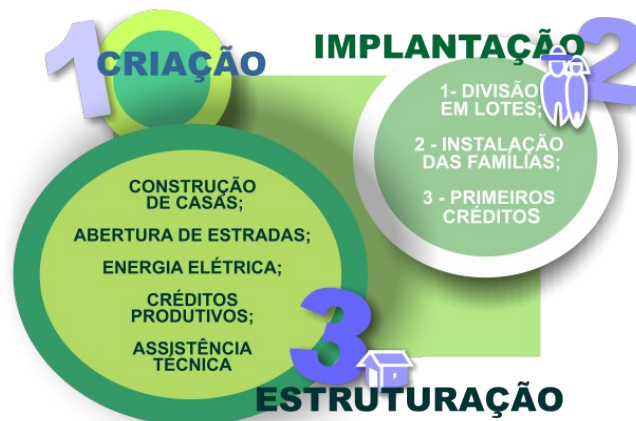 1
CRIAÇÃO
IMPLANTAÇÃO
2
1- DIVISÃO
EM LOTES;
2 - INSTALAÇÃO
DAS FAMÍLIAS;
3 - PRIMEIROS
CRÉDITOS
CONSTRUÇÃO
DE CASAS;
ABERTURA DE ESTRADAS;
ENERGIA ELÉTRICA;
CRÉDITOS
PRODUTIVOS;
ASSISTÊNCIA
TÉCNICA
3
ESTRUTURAÇÃO